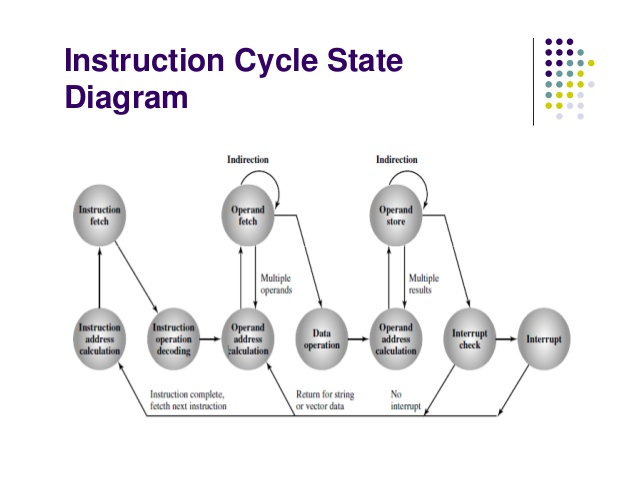 Instruction Cycle State
Diagram
Indirection
Indirection
Instruction
fetch
Operand
fetch
Operand
store
Multiple
operands
Multiple
results
Instruction
address
calculation
Instruction
operation
decoding
Operand
address
calculation
Data
operation
Operand
address
calculation
Interrupt
check
Interrupt
Instruction complete,
fetcth next instruction
Return for string
or vector data
No
interrupt